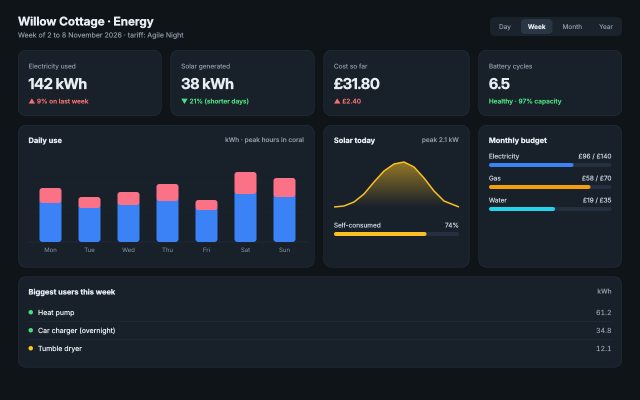 Willow Cottage · Energy
Week of 2 to 8 November 2026 · tariff: Agile Night
Day Week Month Year
Electricity used
142 kWh
▲ 9% on last week
Solar generated
38 kWh
▼ 21% (shorter days)
Cost so far
£31.80
▲ £2.40
Battery cycles
6.5
Healthy · 97% capacity
Daily use
kWh · peak hours in coral
Mon Tue Wed Thu Fri Sat Sun
Solar today
peak 2.1 kW
Self-consumed 74%
Monthly budget
Electricity £96 / £140
Gas £58 / £70
Water £19 / £35
Biggest users this week kWh
Heat pump 61.2
Car charger (overnight) 34.8
Tumble dryer 12.1